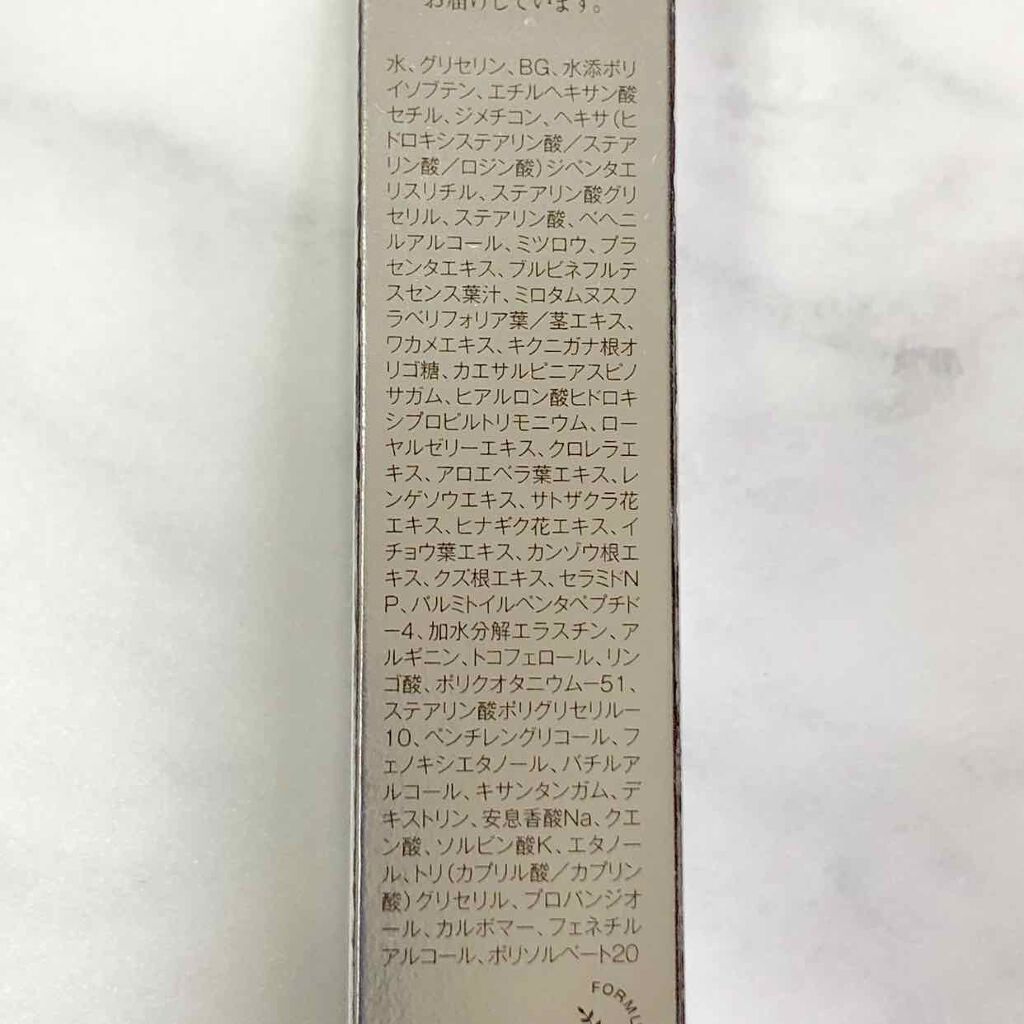 お届けしています。
水、グリセリン、BG、水添ポリ
イソブテン、エチルヘキサン酸
セチル、ジメチコン、ヘキサ(ヒ
ドロキシステアリン酸/ステア
リン酸/ロジン酸)ジペンタエ
リスリチル、ステアリン酸グリ
セリル、ステアリン酸、ベヘニ
ルアルコール、ミツロウ、プラ
センタエキス、ブルビネフルテ
スセンス葉汁、ミロタムヌスフ
ラベリフォリア葉/茎エキス、
ワカメエキス、キクニガナ根オ
リゴ糖、カエサルピニアスピノ
サガム、ヒアルロン酸ヒドロキ
シプロピルトリモニウム、ロー
ヤルゼリーエキス、クロレラエ
キス、アロエベラ葉エキス、レ
ンゲソウエキス、サトザクラ花
エキス、ヒナギク花エキス、イ
チョウ葉エキス、カンゾウ根エ
キス、クズ根エキス、セラミドN
P、パルミトイルペンタペプチド
ー4、加水分解エラスチン、ア
ルギニン、トコフェロール、リン
ゴ酸、ポリクオタニウムー51、
ステアリン酸ポリグリセリルー
10、ペンチレングリコール、フ
ェノキシエタノール、バチルア
ルコール、キサンタンガム、デ
キストリン、安息香酸Na、クエ
ン酸、ソルビン酸K、エタノー
ル、トリ(カプリル酸/カプリン
酸)グリセリル、プロパンジオ
ール、カルボマー、フェネチル
アルコール、ポリソルベート20
FORMU